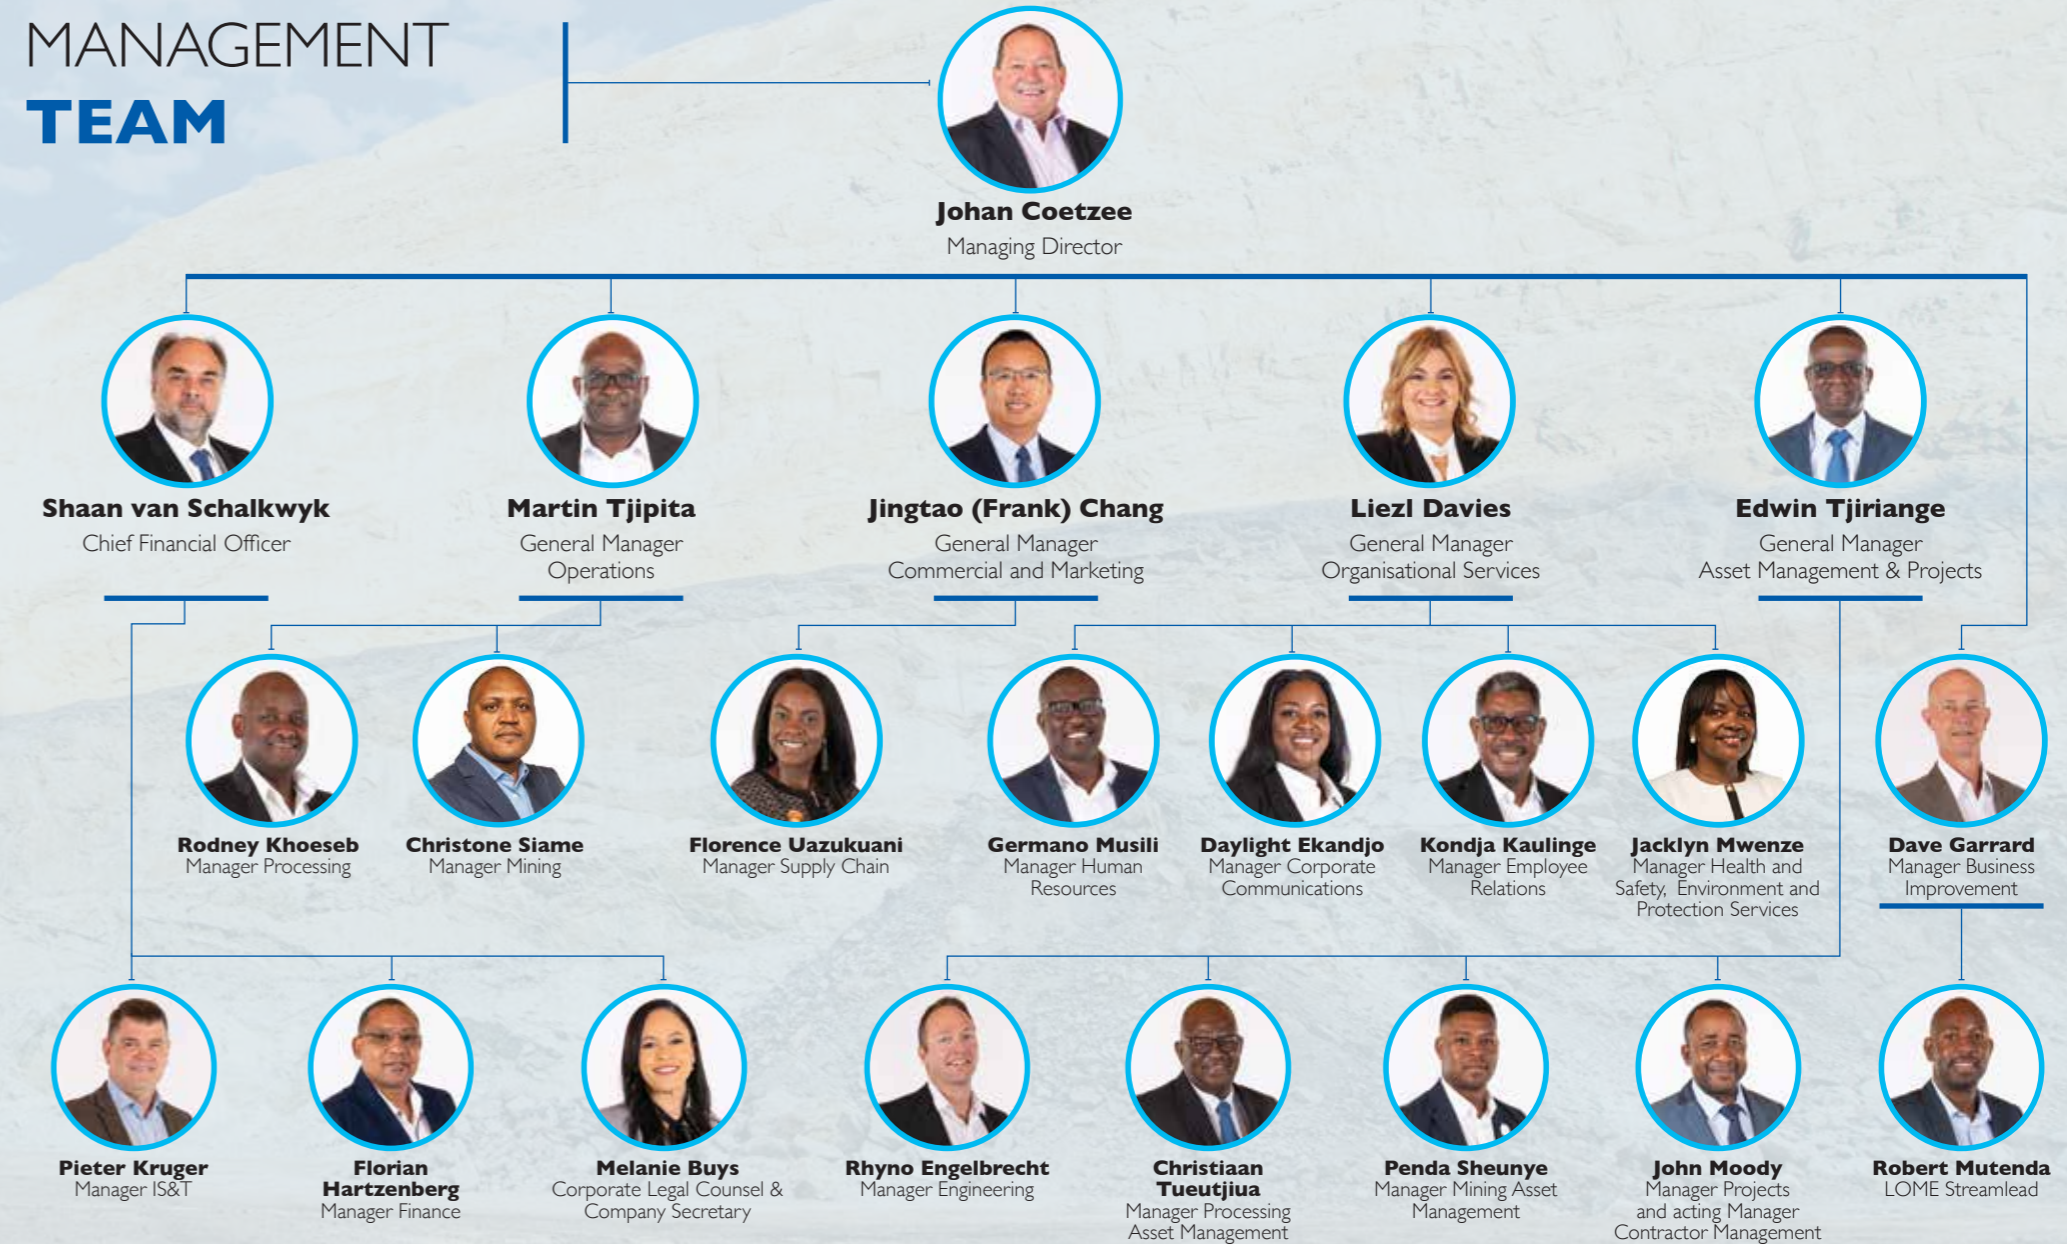 MANAGEMENT
TEAM
Johan Coetzee
Managing Director
Shaan van Schalkwyk
Chief Financial Officer
Martin Tjipita
General Manager
Operations
Jingtao (Frank) Chang
General Manager
Commercial and Marketing
Liezl Davies
General Manager
Organisational Services
Edwin Tjiriange
General Manager
Asset Management & Projects
Rodney Khoeseb
Manager Processing
Christone Siame
Manager Mining
Florence Uazukuani
Manager Supply Chain
Germano Musili
Manager Human
Resources
Daylight Ekandjo
Manager Corporate
Communications
Kondja Kaulinge
Manager Employee
Relations
Jacklyn Mwenze
Manager Health and
Safety, Environment and
Protection Services
Dave Garrard
Manager Business
Improvement
Pieter Kruger
Manager IS&T
Florian
Hartzenberg
Manager Finance
Melanie Buys
Corporate Legal Counsel &
Company Secretary
Rhyno Engelbrecht
Manager Engineering
Christiaan
Tueutjiua
Manager Processing
Asset Management
Penda Sheunye
Manager Mining Asset
Management
John Moody
Manager Projects
and acting Manager
Contractor Management
Robert Mutenda
LOME Streamlead